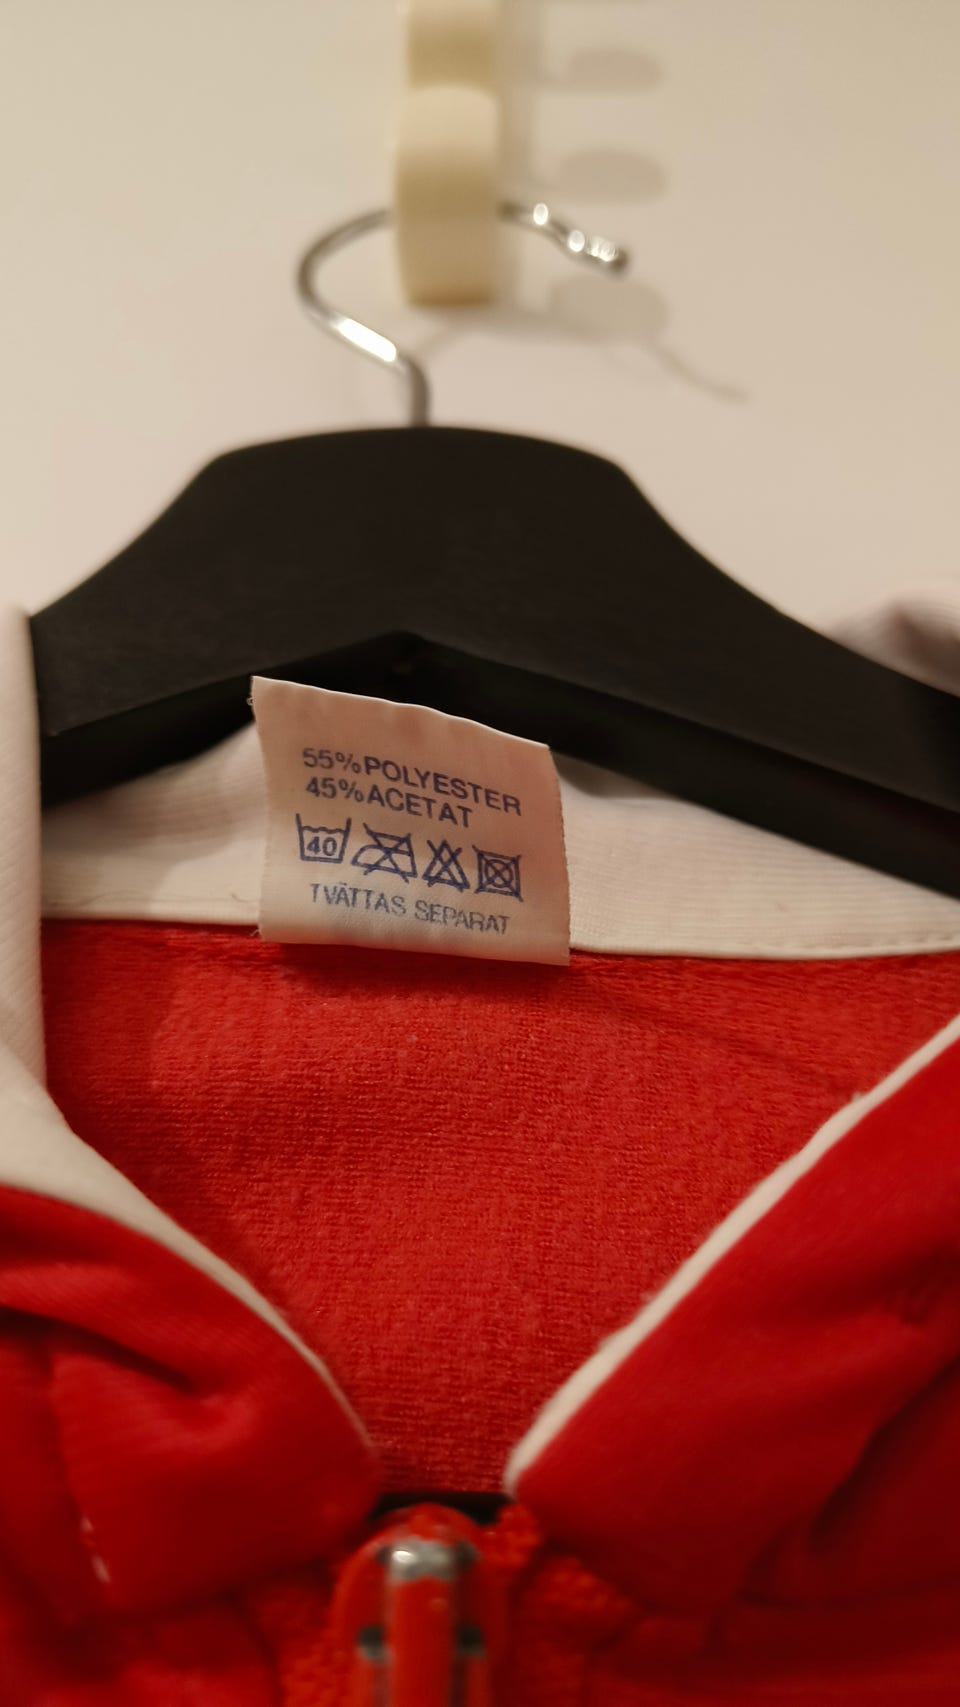 55%POLYESTER
45%ACETAT
40
TVÄTTAS SEPARAT